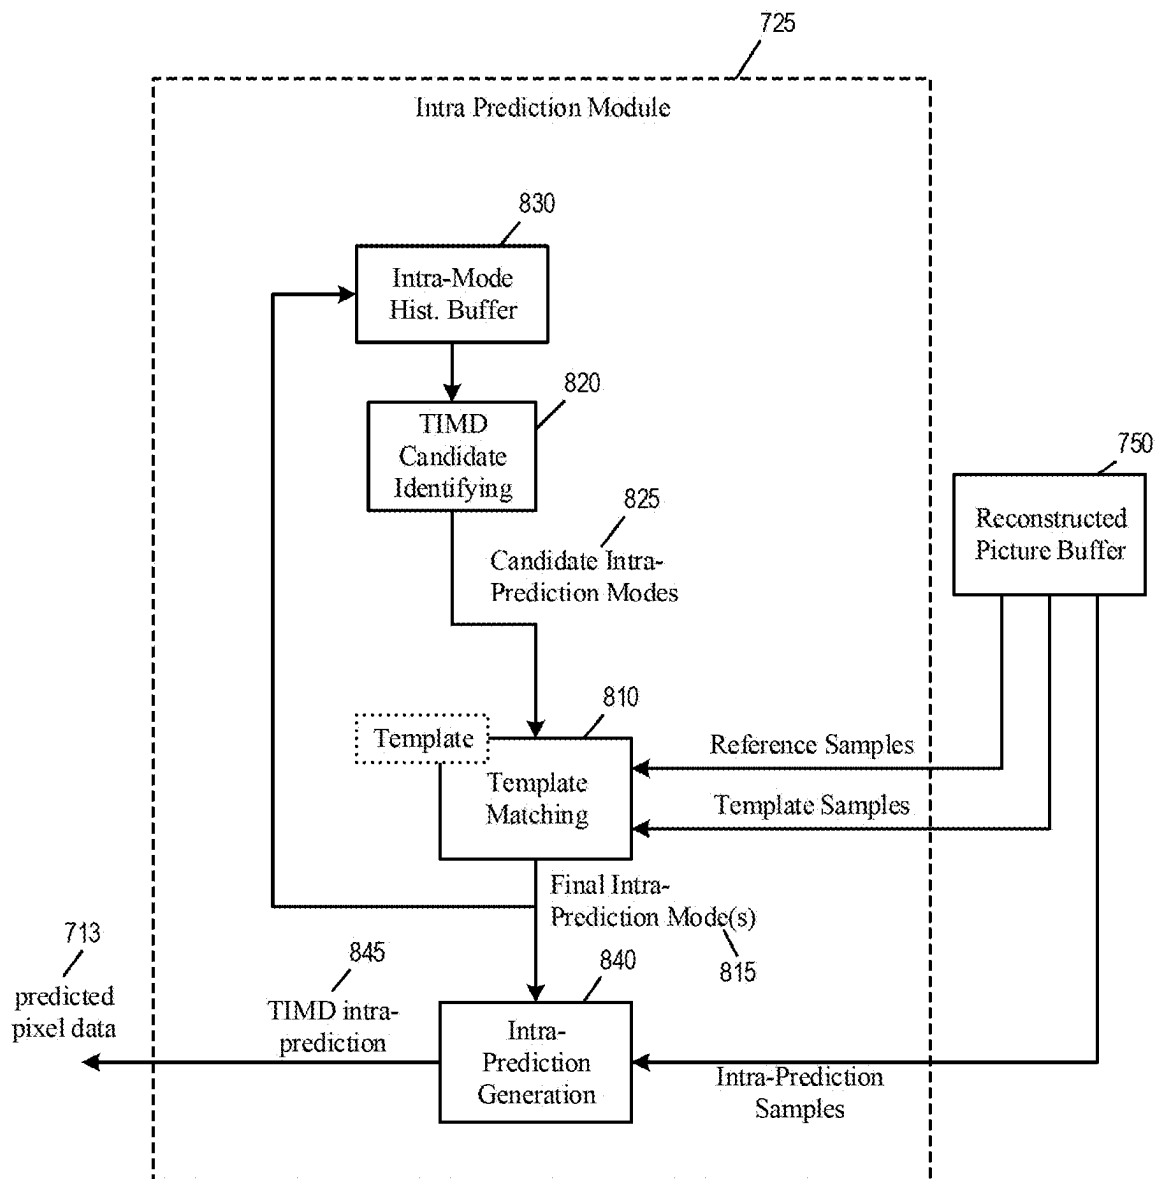 725
Intra Prediction Module
830
Intra-Mode
Hist. Buffer
820
TIMD
Candidate
Identifying
825
Candidate Intra-
Prediction Modes
750
Reconstructed
Picture Buffer
810
Template
Template
Matching
Reference Samples
Template Samples
Final Intra-
Prediction Mode(s)
815
713
predicted
pixel data
845
TIMD intra-
prediction
840
Intra-
Prediction
Generation
Intra-Prediction
Samples